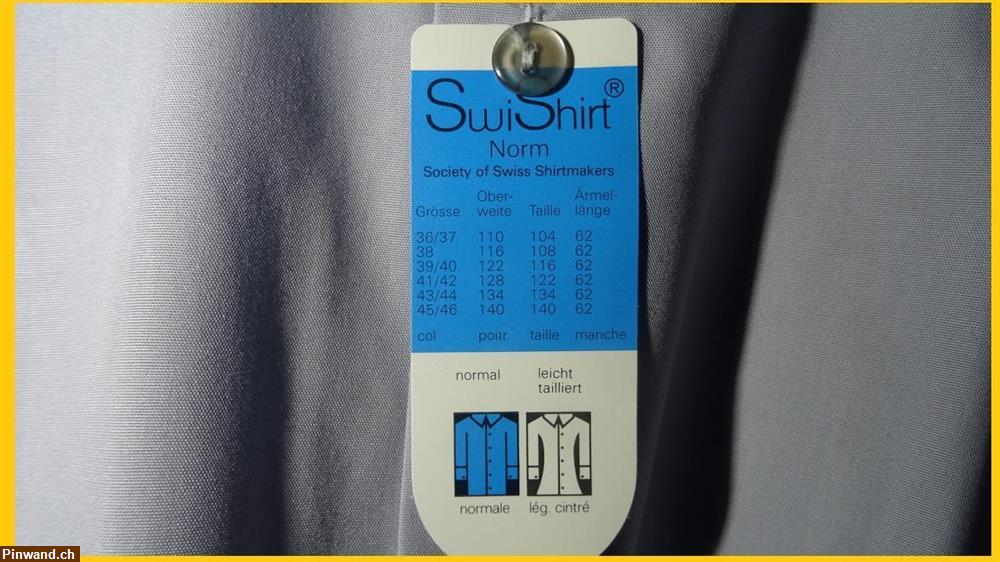 SwiShirt®
Norm
Society of Swiss Shirtmakers
Grösse Ober-weite Taille Ärmel-länge
36/37 110 104 62
38 116 108 62
39/40 122 116 62
41/42 128 122 62
43/44 134 134 62
45/46 140 140 62
col poitr. taille manche
normal leicht tailliert
normale lég. cintré
Pinwand.ch